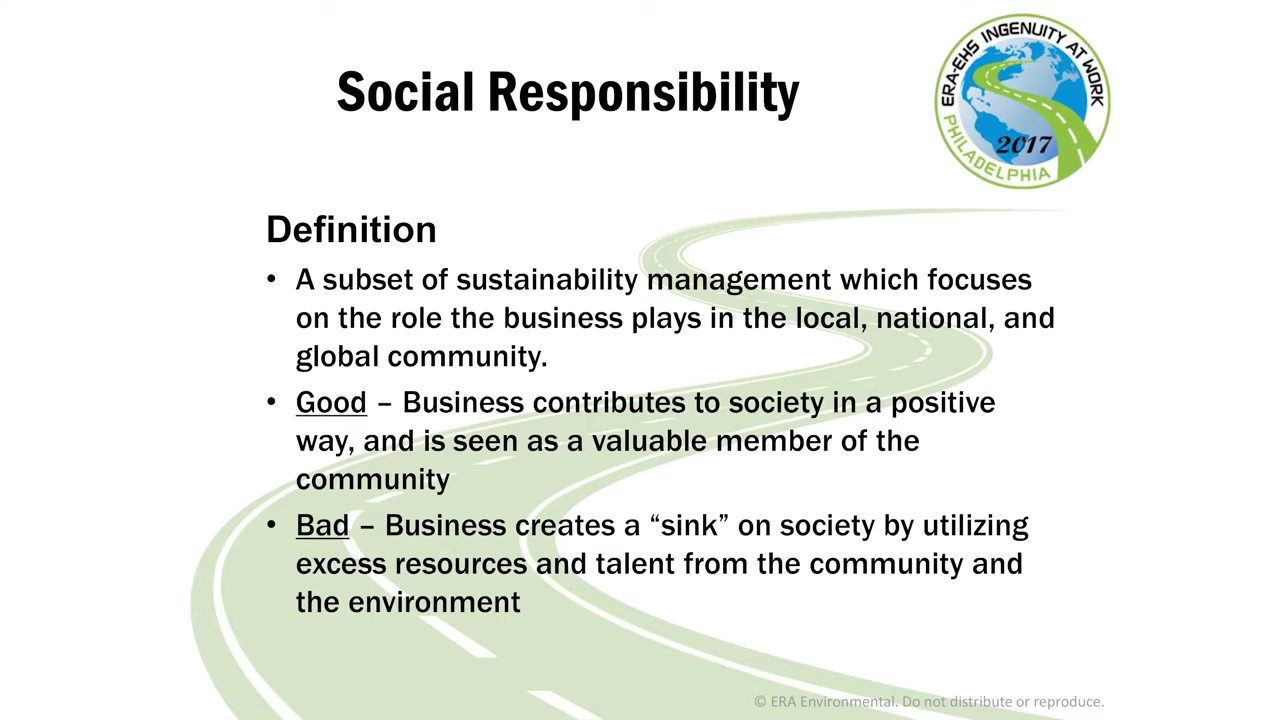 ERA-EHS INGENUITY AT WORK
2017
PHILADELPHIA
Social Responsibility
Definition
• A subset of sustainability management which focuses
on the role the business plays in the local, national, and
global community.
• Good – Business contributes to society in a positive
way, and is seen as a valuable member of the
community
• Bad – Business creates a “sink” on society by utilizing
excess resources and talent from the community and
the environment
© ERA Environmental. Do not distribute or reproduce.